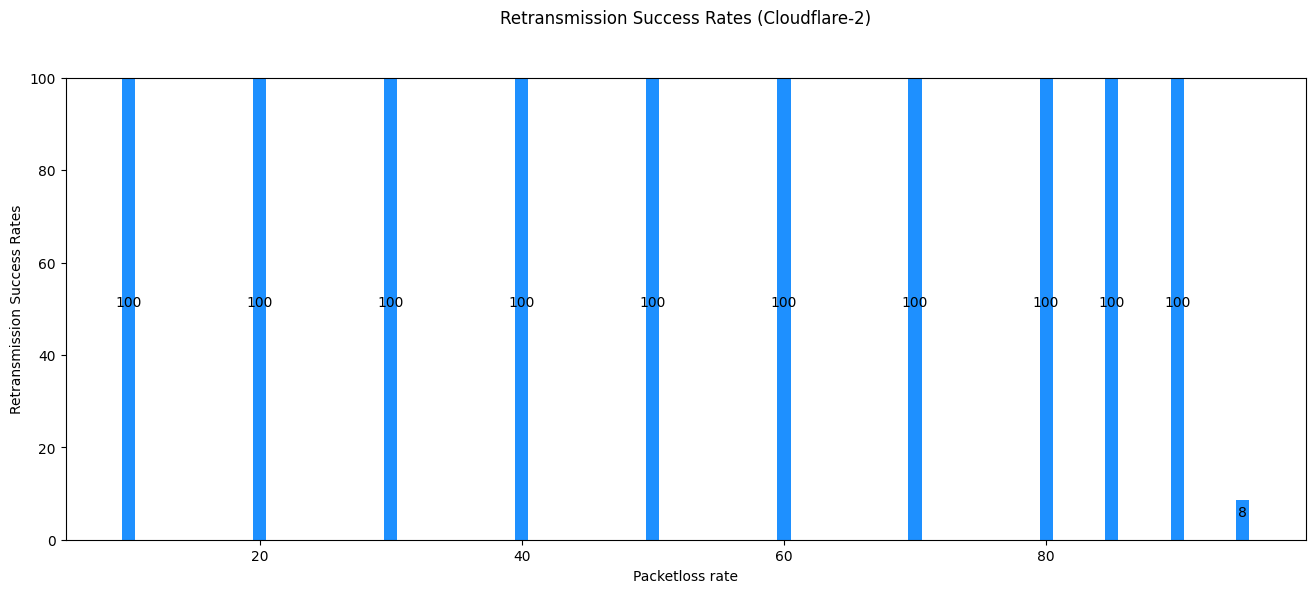 Retransmission Success Rates (Cloudflare-2)
Retransmission Success Rates
100
80
60
40
20
0
100 100 100 100 100 100 100 100 100 100
8
20 40 60 80
Packetloss rate